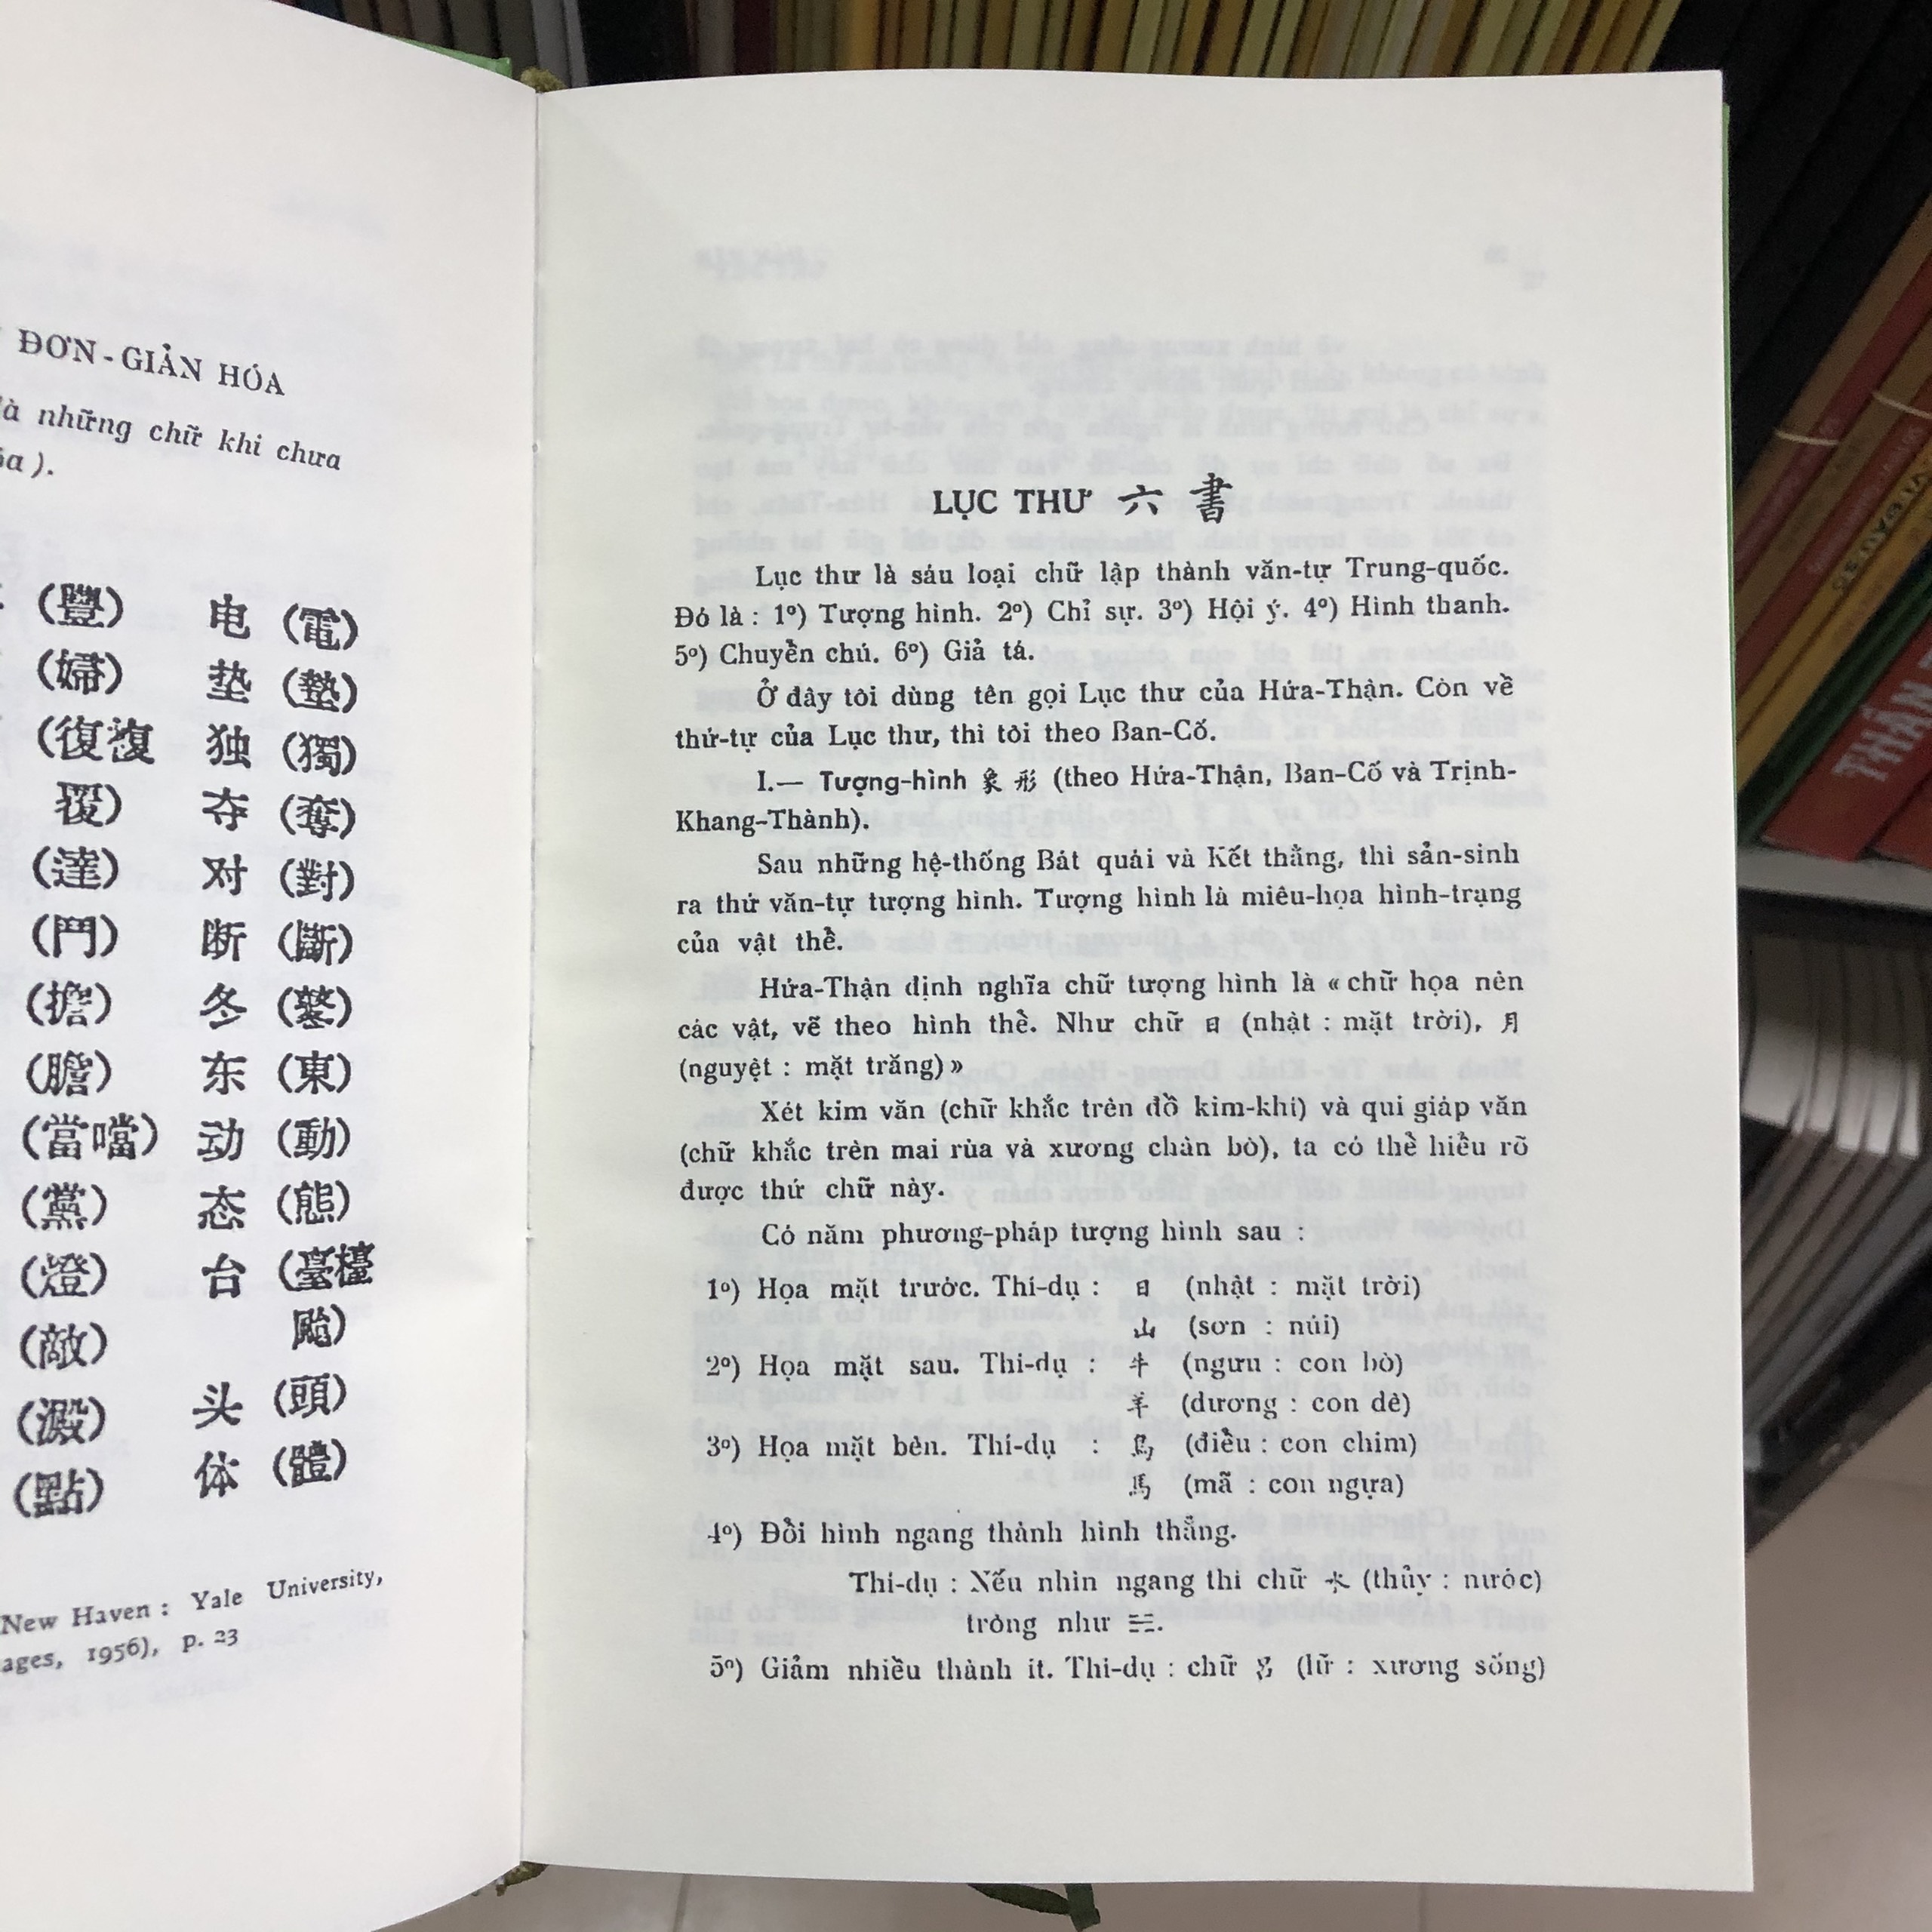 ĐƠN-GIẢN HÓA
là những chữ khi chưa
(豐) 电 (電)
(婦) 垫 (墊)
(復複 独 (獨)
覆) 夺 (奪)
(達) 对 (對)
(鬥) 断 (斷)
(擔) 冬 (鼕)
(膽) 东 (東)
(當噹) 动 (動)
(黨) 态 (態)
(燈) 台 (臺檯
(敵) 颱)
(澱) 头 (頭)
(點) 体 (體)
New Haven : Yale University,
ages, 1956), p. 23
LỤC THƯ 六 書
Lục thư là sáu loại chữ lập thành văn-tự Trung-quốc.
Đó là : 1º) Tượng hình. 2º) Chỉ sự. 3º) Hội ý. 4º) Hình thanh.
5º) Chuyển chú. 6º) Giả tá.
Ở đây tôi dùng tên gọi Lục thư của Hứa-Thận. Còn về
thứ-tự của Lục thư, thì tôi theo Ban-Cố.
I.— Tượng-hình 象 形 (theo Hứa-Thận, Ban-Cố và Trịnh-
Khang-Thành).
Sau những hệ-thống Bát quái và Kết thằng, thì sản-sinh
ra thứ văn-tự tượng hình. Tượng hình là miêu-họa hình-trạng
của vật thể.
Hứa-Thận định nghĩa chữ tượng hình là « chữ họa nên
các vật, vẽ theo hình thể. Như chữ 日 (nhật : mặt trời), 月
(nguyệt : mặt trăng) »
Xét kim văn (chữ khắc trên đồ kim-khí) và qui giáp văn
(chữ khắc trên mai rùa và xương chân bò), ta có thể hiểu rõ
được thứ chữ này.
Có năm phương-pháp tượng hình sau :
1º) Họa mặt trước. Thí-dụ : 日 (nhật : mặt trời)
山 (sơn : núi)
2º) Họa mặt sau. Thí-dụ : 牛 (ngưu : con bò)
羊 (dương : con dê)
3º) Họa mặt bên. Thí-dụ : 鳥 (điểu : con chim)
馬 (mã : con ngựa)
4º) Đổi hình ngang thành hình thẳng.
Thí-dụ : Nếu nhìn ngang thì chữ 水 (thủy : nước)
trông như ☵.
5º) Giảm nhiều thành ít. Thí-dụ : chữ 呂 (lữ : xương sống)